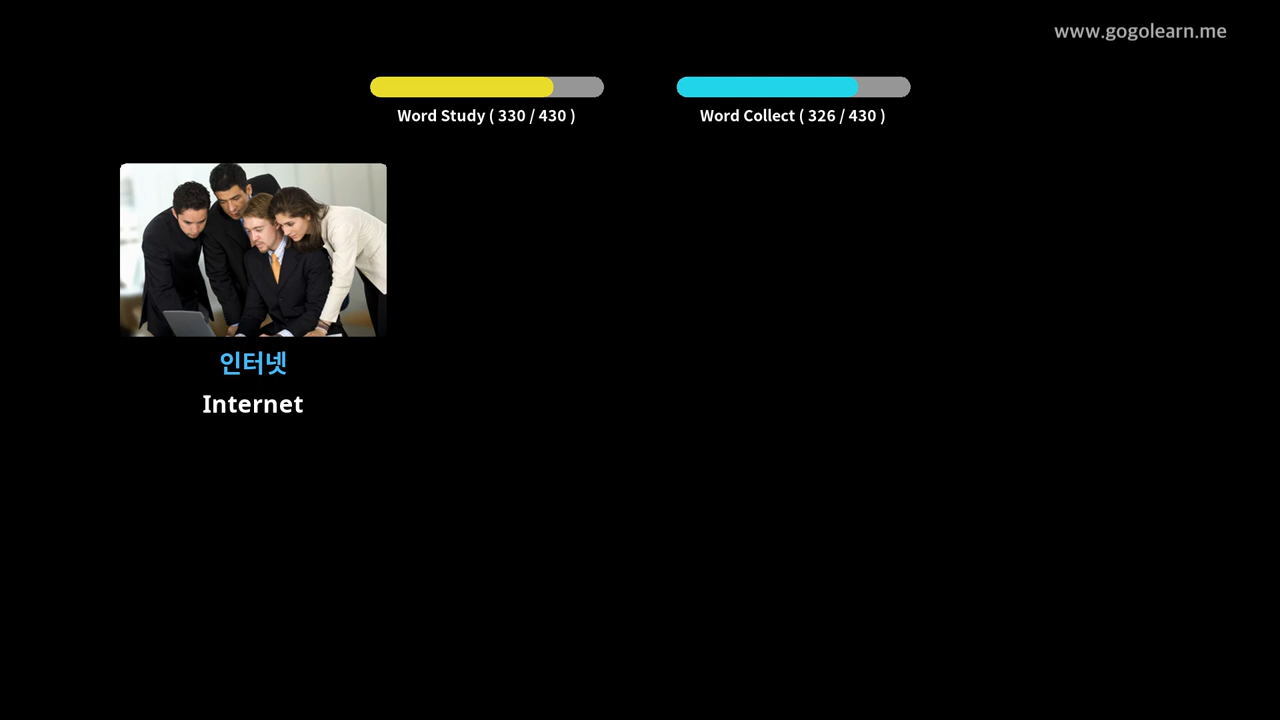 www.gogolearn.me
Word Study ( 330 / 430 )
Word Collect ( 326 / 430 )
인터넷
Internet